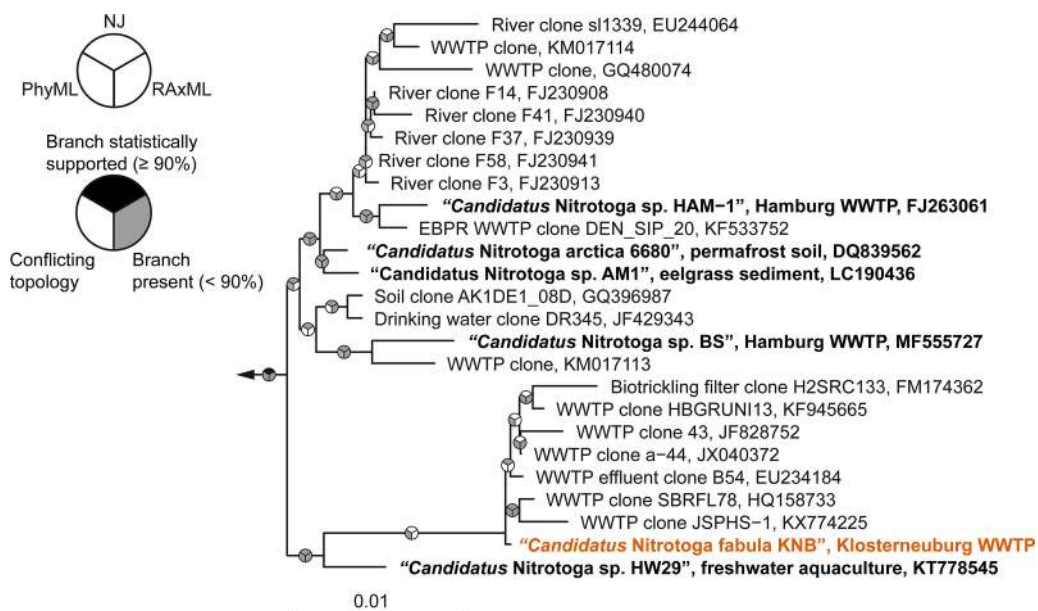 NJ
PhyML
RAxML
Branch statistically
supported (≥ 90%)
Conflicting
topology
Branch
present (< 90%)
River clone sl1339, EU244064
WWTP clone, KM017114
WWTP clone, GQ480074
River clone F14, FJ230908
River clone F41, FJ230940
River clone F37, FJ230939
River clone F58, FJ230941
River clone F3, FJ230913
“Candidatus Nitrotoga sp. HAM−1”, Hamburg WWTP, FJ263061
EBPR WWTP clone DEN_SIP_20, KF533752
“Candidatus Nitrotoga arctica 6680”, permafrost soil, DQ839562
“Candidatus Nitrotoga sp. AM1”, eelgrass sediment, LC190436
Soil clone AK1DE1_08D, GQ396987
Drinking water clone DR345, JF429343
“Candidatus Nitrotoga sp. BS”, Hamburg WWTP, MF555727
WWTP clone, KM017113
Biotrickling filter clone H2SRC133, FM174362
WWTP clone HBGRUNI13, KF945665
WWTP clone 43, JF828752
WWTP clone a−44, JX040372
WWTP effluent clone B54, EU234184
WWTP clone SBRFL78, HQ158733
WWTP clone JSPHS−1, KX774225
“Candidatus Nitrotoga fabula KNB”, Klosterneuburg WWTP
“Candidatus Nitrotoga sp. HW29”, freshwater aquaculture, KT778545
0.01